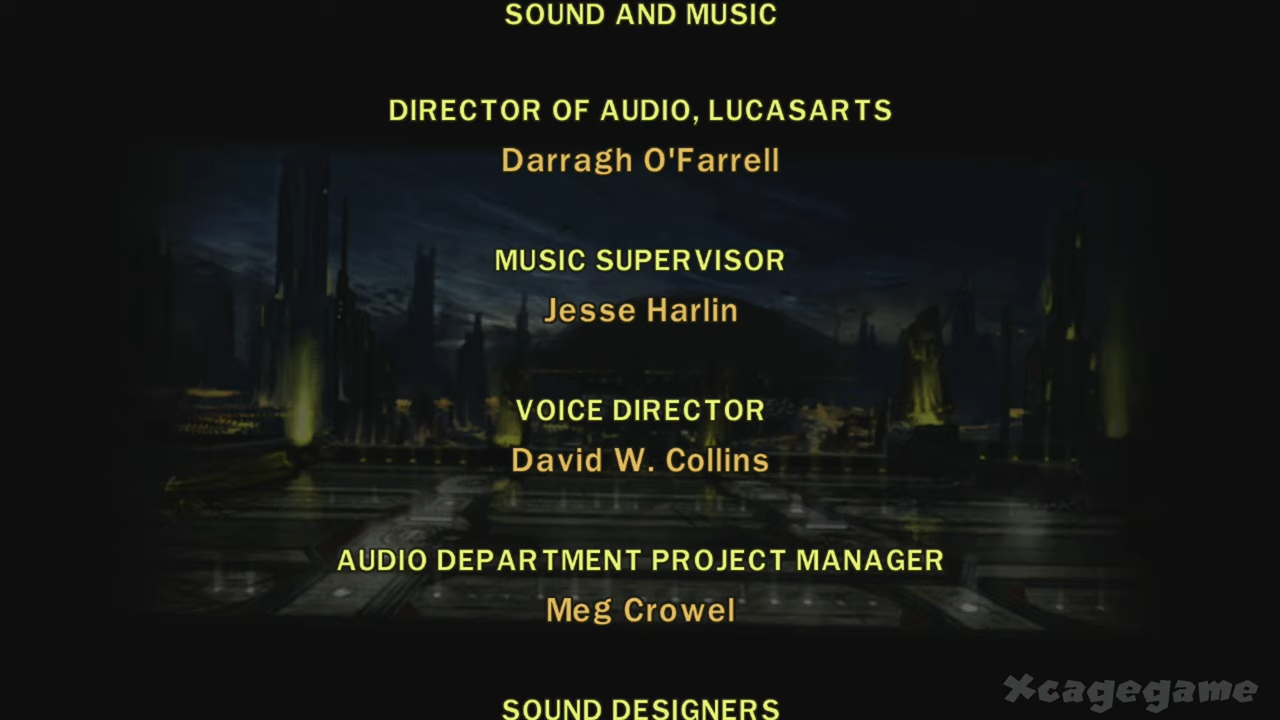 SOUND AND MUSIC
DIRECTOR OF AUDIO, LUCASARTS
Darragh O'Farrell
MUSIC SUPERVISOR
Jesse Harlin
VOICE DIRECTOR
David W. Collins
AUDIO DEPARTMENT PROJECT MANAGER
Meg Crowel
SOUND DESIGNERS
Xcagegame